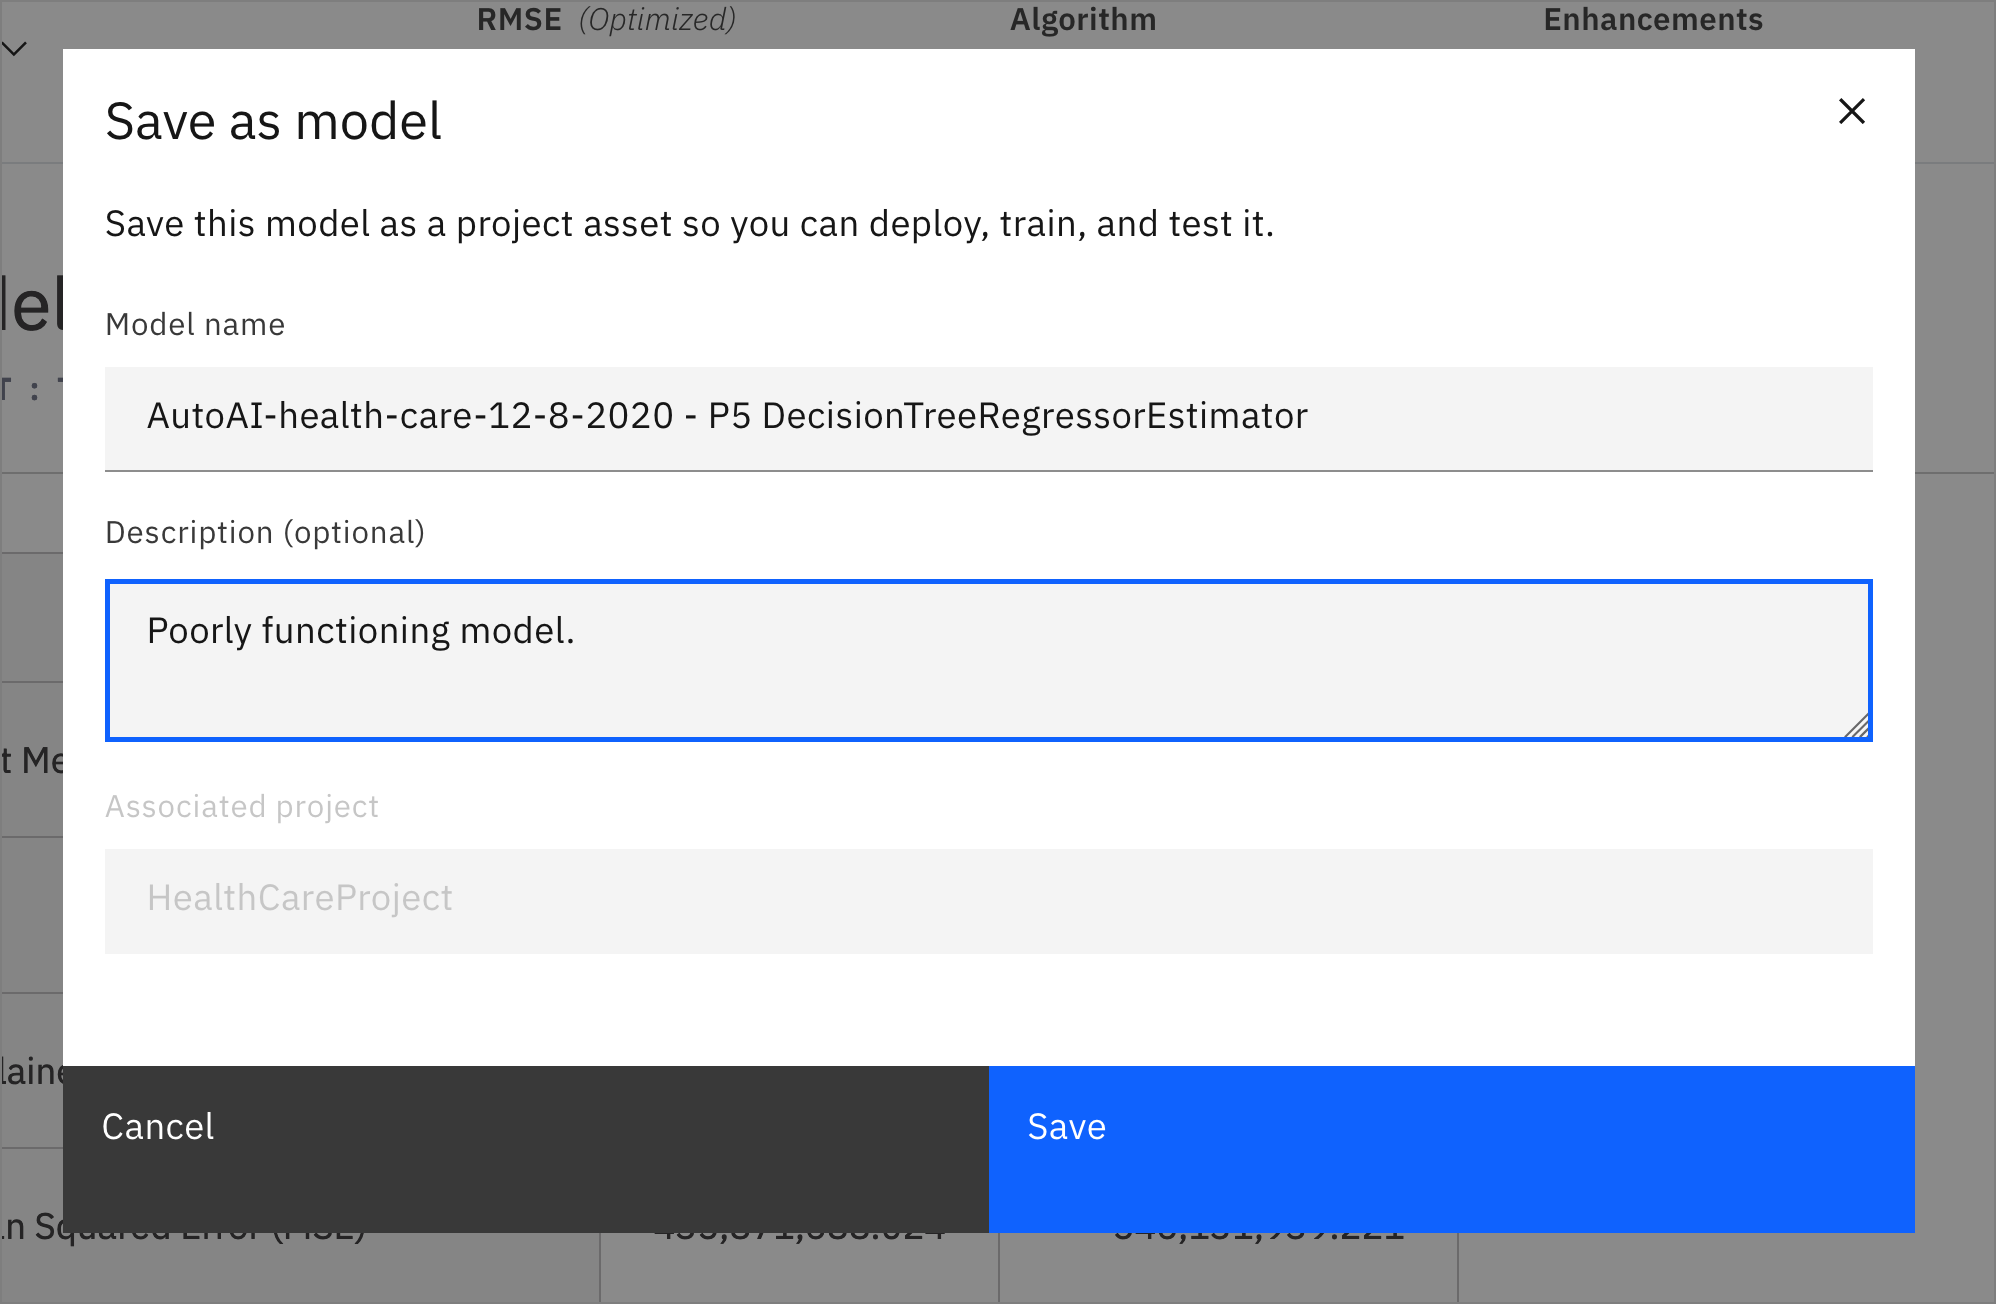 RMSE (Optimized) Algorithm Enhancements
Save as model
Save this model as a project asset so you can deploy, train, and test it.
Model name
AutoAI-health-care-12-8-2020 - P5 DecisionTreeRegressorEstimator
Description (optional)
Poorly functioning model.
Associated project
HealthCareProject
Cancel
Save